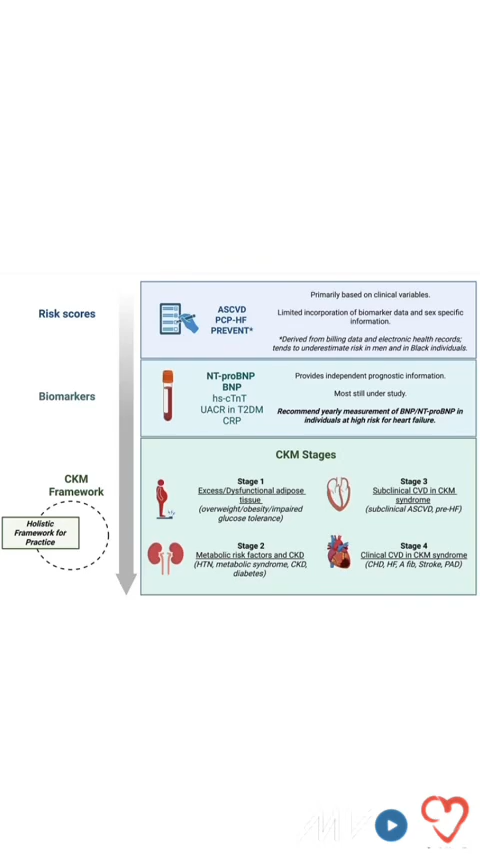 Risk scores
ASCVD
PCP-HF
PREVENT*
Primarily based on clinical variables.
Limited incorporation of biomarker data and sex specific
information.
*Derived from billing data and electronic health records;
tends to underestimate risk in men and in Black individuals.
Biomarkers
NT-proBNP
BNP
hs-cTnT
UACR in T2DM
CRP
Provides independent prognostic information.
Most still under study.
Recommend yearly measurement of BNP/NT-proBNP in
individuals at high risk for heart failure.
CKM
Framework
Holistic
Framework for
Practice
CKM Stages
Stage 1
Excess/Dysfunctional adipose
tissue
(overweight/obesity/impaired
glucose tolerance)
Stage 3
Subclinical CVD in CKM
syndrome
(subclinical ASCVD, pre-HF)
Stage 2
Metabolic risk factors and CKD
(HTN, metabolic syndrome, CKD,
diabetes)
Stage 4
Clinical CVD in CKM syndrome
(CHD, HF, A fib, Stroke, PAD)